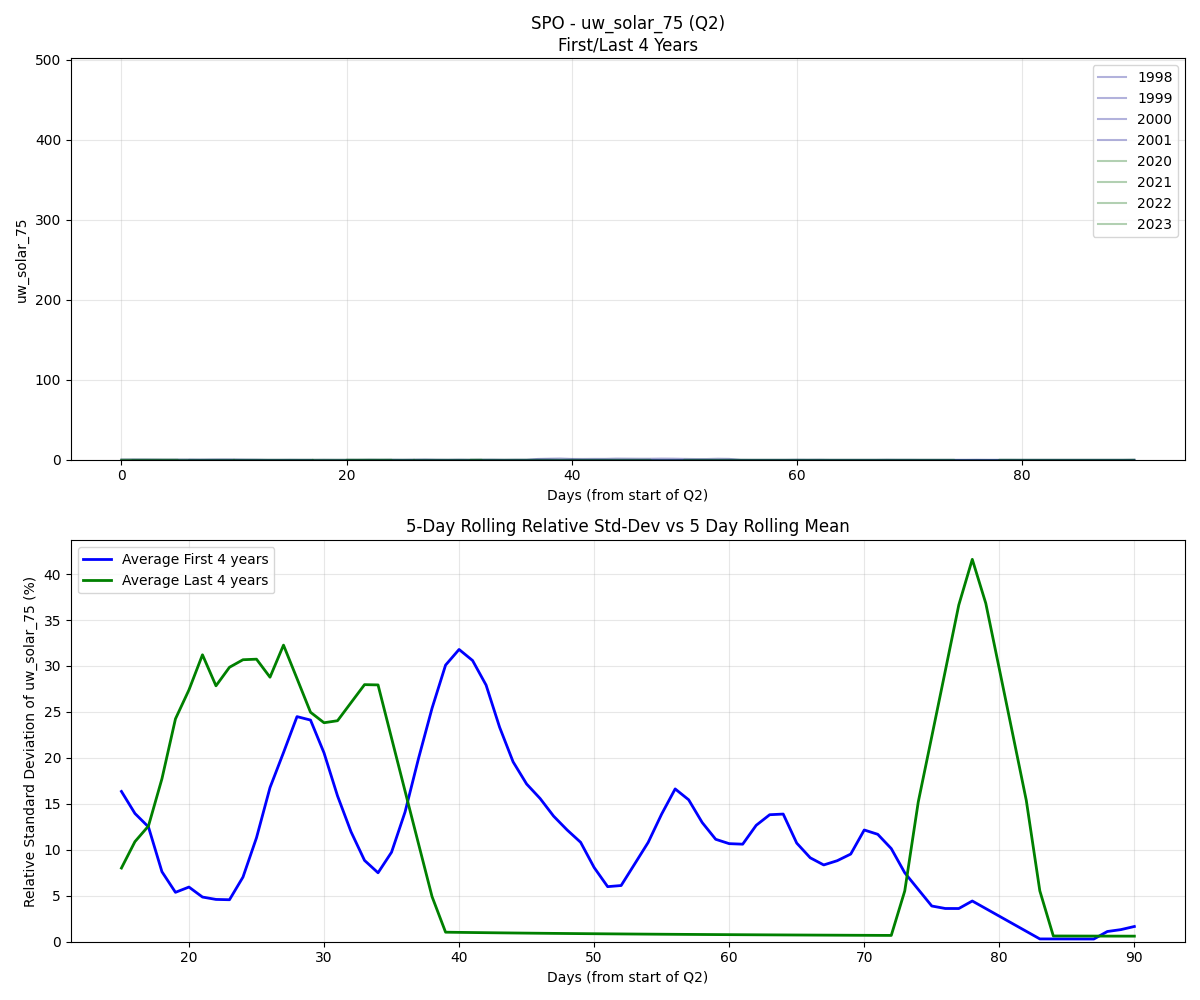 SPO - uw_solar_75 (Q2)
First/Last 4 Years
500
400
300
200
100
0
uw_solar_75
1998
1999
2000
2001
2020
2021
2022
2023
0 20 40 60 80
Days (from start of Q2)
5-Day Rolling Relative Std-Dev vs 5 Day Rolling Mean
Average First 4 years
Average Last 4 years
Relative Standard Deviation of uw_solar_75 (%)
40
35
30
25
20
15
10
5
0
20 30 40 50 60 70 80 90
Days (from start of Q2)